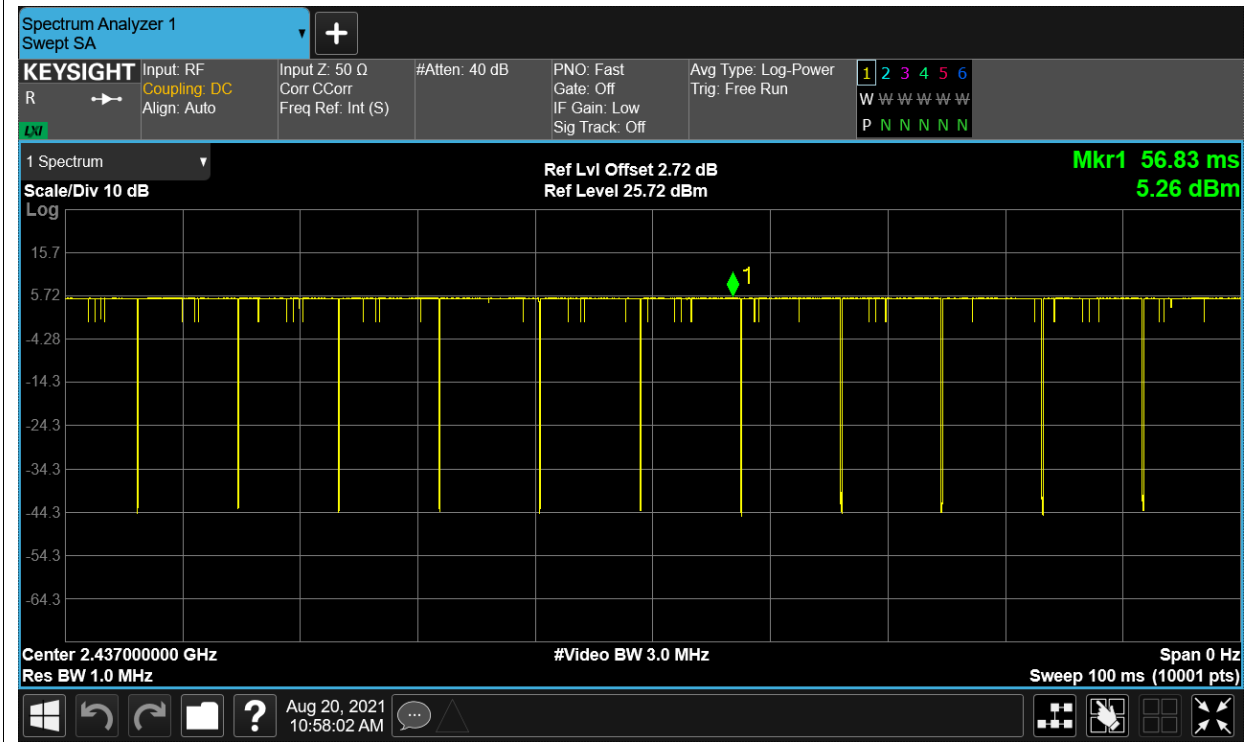 Spectrum Analyzer 1
Swept SA
KEYSIGHT
R
LXI
Input: RF
Coupling: DC
Align: Auto
Input Z: 50 Ω
Corr CCorr
Freq Ref: Int (S)
#Atten: 40 dB
PNO: Fast
Gate: Off
IF Gain: Low
Sig Track: Off
Avg Type: Log-Power
Trig: Free Run
1 2 3 4 5 6
W W W W W W
P N N N N N
1 Spectrum
Scale/Div 10 dB
Log
Ref Lvl Offset 2.72 dB
Ref Level 25.72 dBm
Mkr1 56.83 ms
5.26 dBm
15.7
1
5.72
-4.28
-14.3
-24.3
-34.3
-44.3
-54.3
-64.3
Center 2.437000000 GHz
Res BW 1.0 MHz
#Video BW 3.0 MHz
Span 0 Hz
Sweep 100 ms (10001 pts)
?
Aug 20, 2021
10:58:02 AM